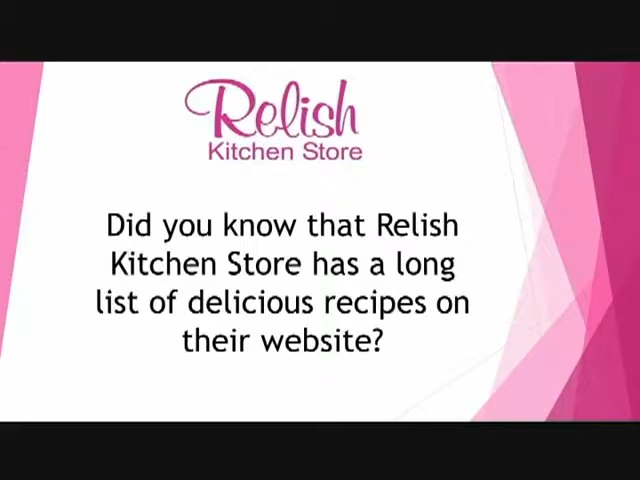 Relish
Kitchen Store
Did you know that Relish
Kitchen Store has a long
list of delicious recipes on
their website?